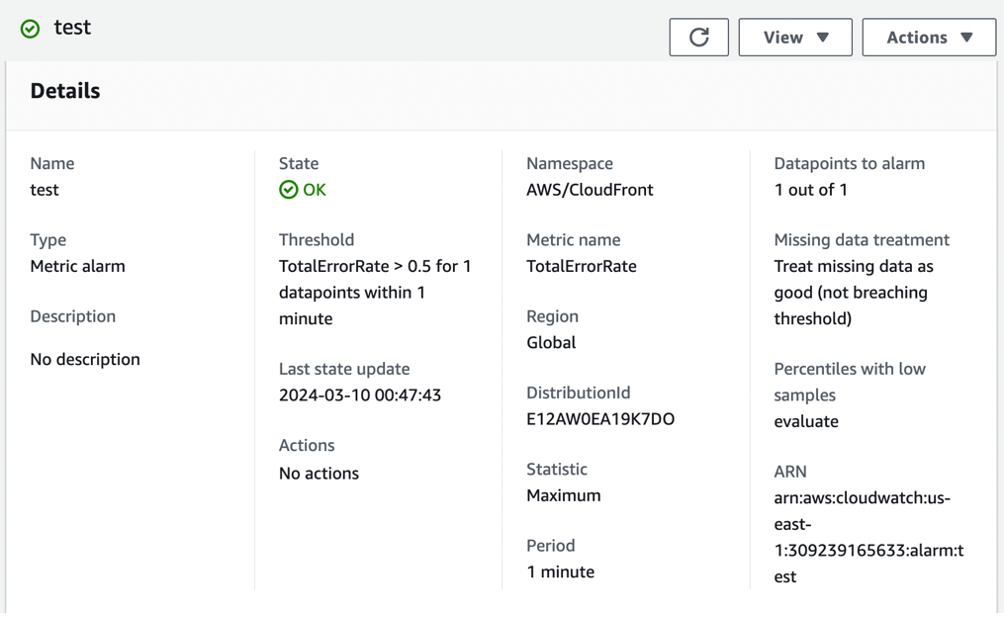 test
View
Actions
Details
Name
test
Type
Metric alarm
Description
No description
State
OK
Threshold
TotalErrorRate > 0.5 for 1
datapoints within 1
minute
Last state update
2024-03-10 00:47:43
Actions
No actions
Namespace
AWS/CloudFront
Metric name
TotalErrorRate
Region
Global
DistributionId
E12AW0EA19K7DO
Statistic
Maximum
Period
1 minute
Datapoints to alarm
1 out of 1
Missing data treatment
Treat missing data as
good (not breaching
threshold)
Percentiles with low
samples
evaluate
ARN
arn:aws:cloudwatch:us-
east-
1:309239165633:alarm:t
est